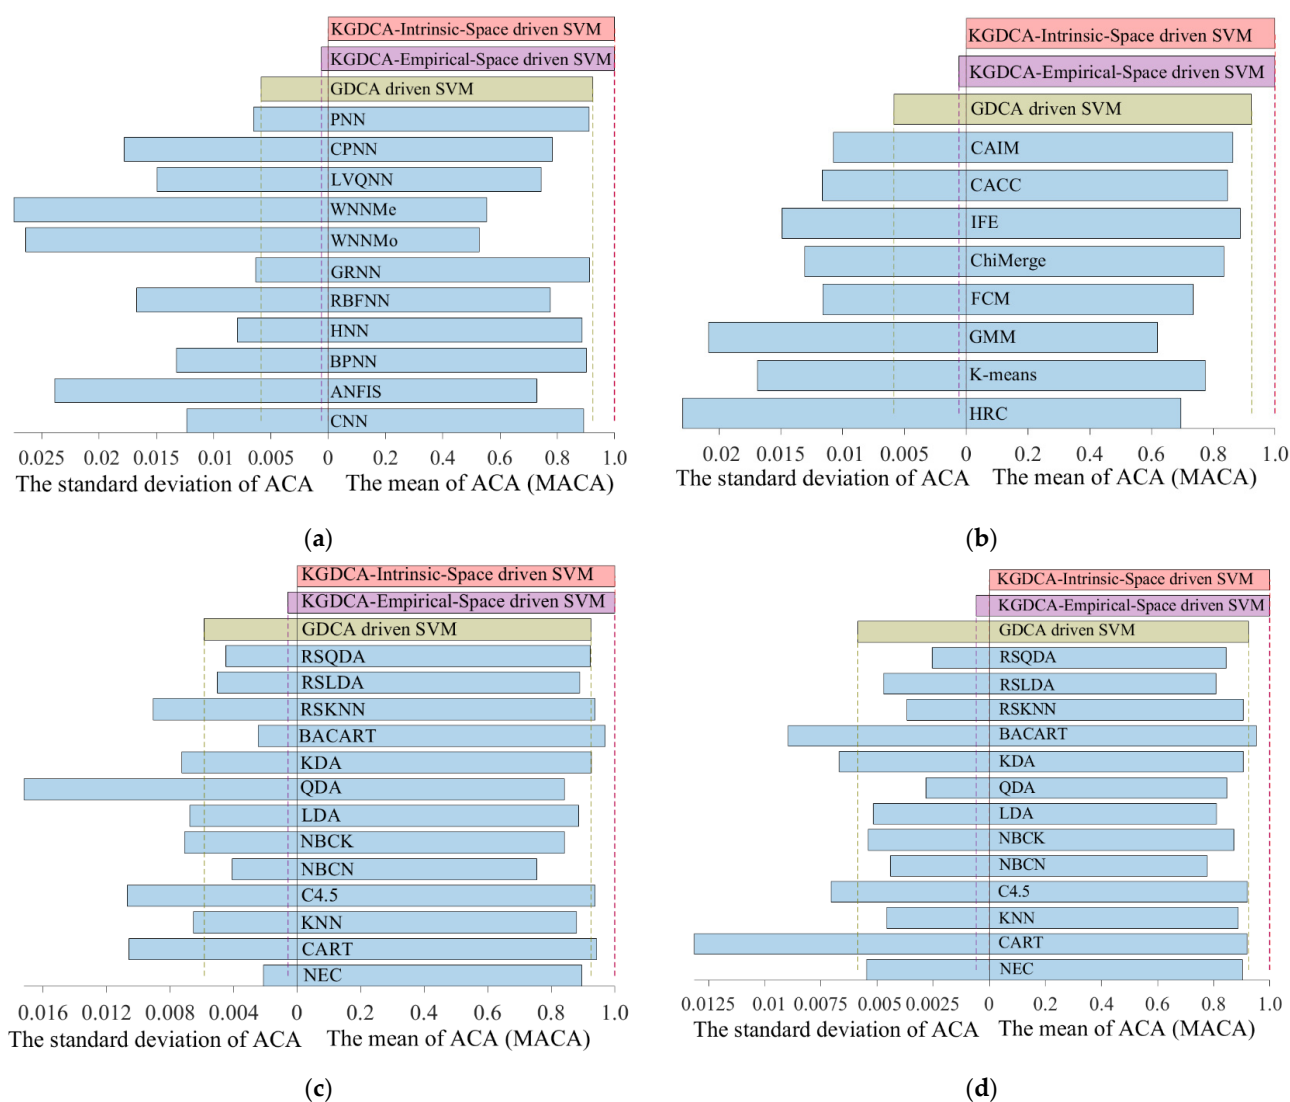 KGDCA-Intrinsic-Space driven SVM
KGDCA-Empirical-Space driven SVM
GDCA driven SVM
PNN
CPNN
LVQNN
WNNMe
WNNMo
GRNN
RBFNN
HNN
BPNN
ANFIS
CNN
0.025 0.02 0.015 0.01 0.005 0 0.2 0.4 0.6 0.8 1.0
The standard deviation of ACA The mean of ACA (MACA)
(a)
KGDCA-Intrinsic-Space driven SVM
KGDCA-Empirical-Space driven SVM
GDCA driven SVM
CAIM
CACC
IFE
ChiMerge
FCM
GMM
K-means
HRC
0.02 0.015 0.01 0.005 0 0.2 0.4 0.6 0.8 1.0
The standard deviation of ACA The mean of ACA (MACA)
(b)
KGDCA-Intrinsic-Space driven SVM
KGDCA-Empirical-Space driven SVM
GDCA driven SVM
RSQDA
RSLDA
RSKNN
BACART
KDA
QDA
LDA
NBCK
NBCN
C4.5
KNN
CART
NEC
0.016 0.012 0.008 0.004 0 0.2 0.4 0.6 0.8 1.0
The standard deviation of ACA The mean of ACA (MACA)
(c)
KGDCA-Intrinsic-Space driven SVM
KGDCA-Empirical-Space driven SVM
GDCA driven SVM
RSQDA
RSLDA
RSKNN
BACART
KDA
QDA
LDA
NBCK
NBCN
C4.5
KNN
CART
NEC
0.0125 0.01 0.0075 0.005 0.0025 0 0.2 0.4 0.6 0.8 1.0
The standard deviation of ACA The mean of ACA (MACA)
(d)